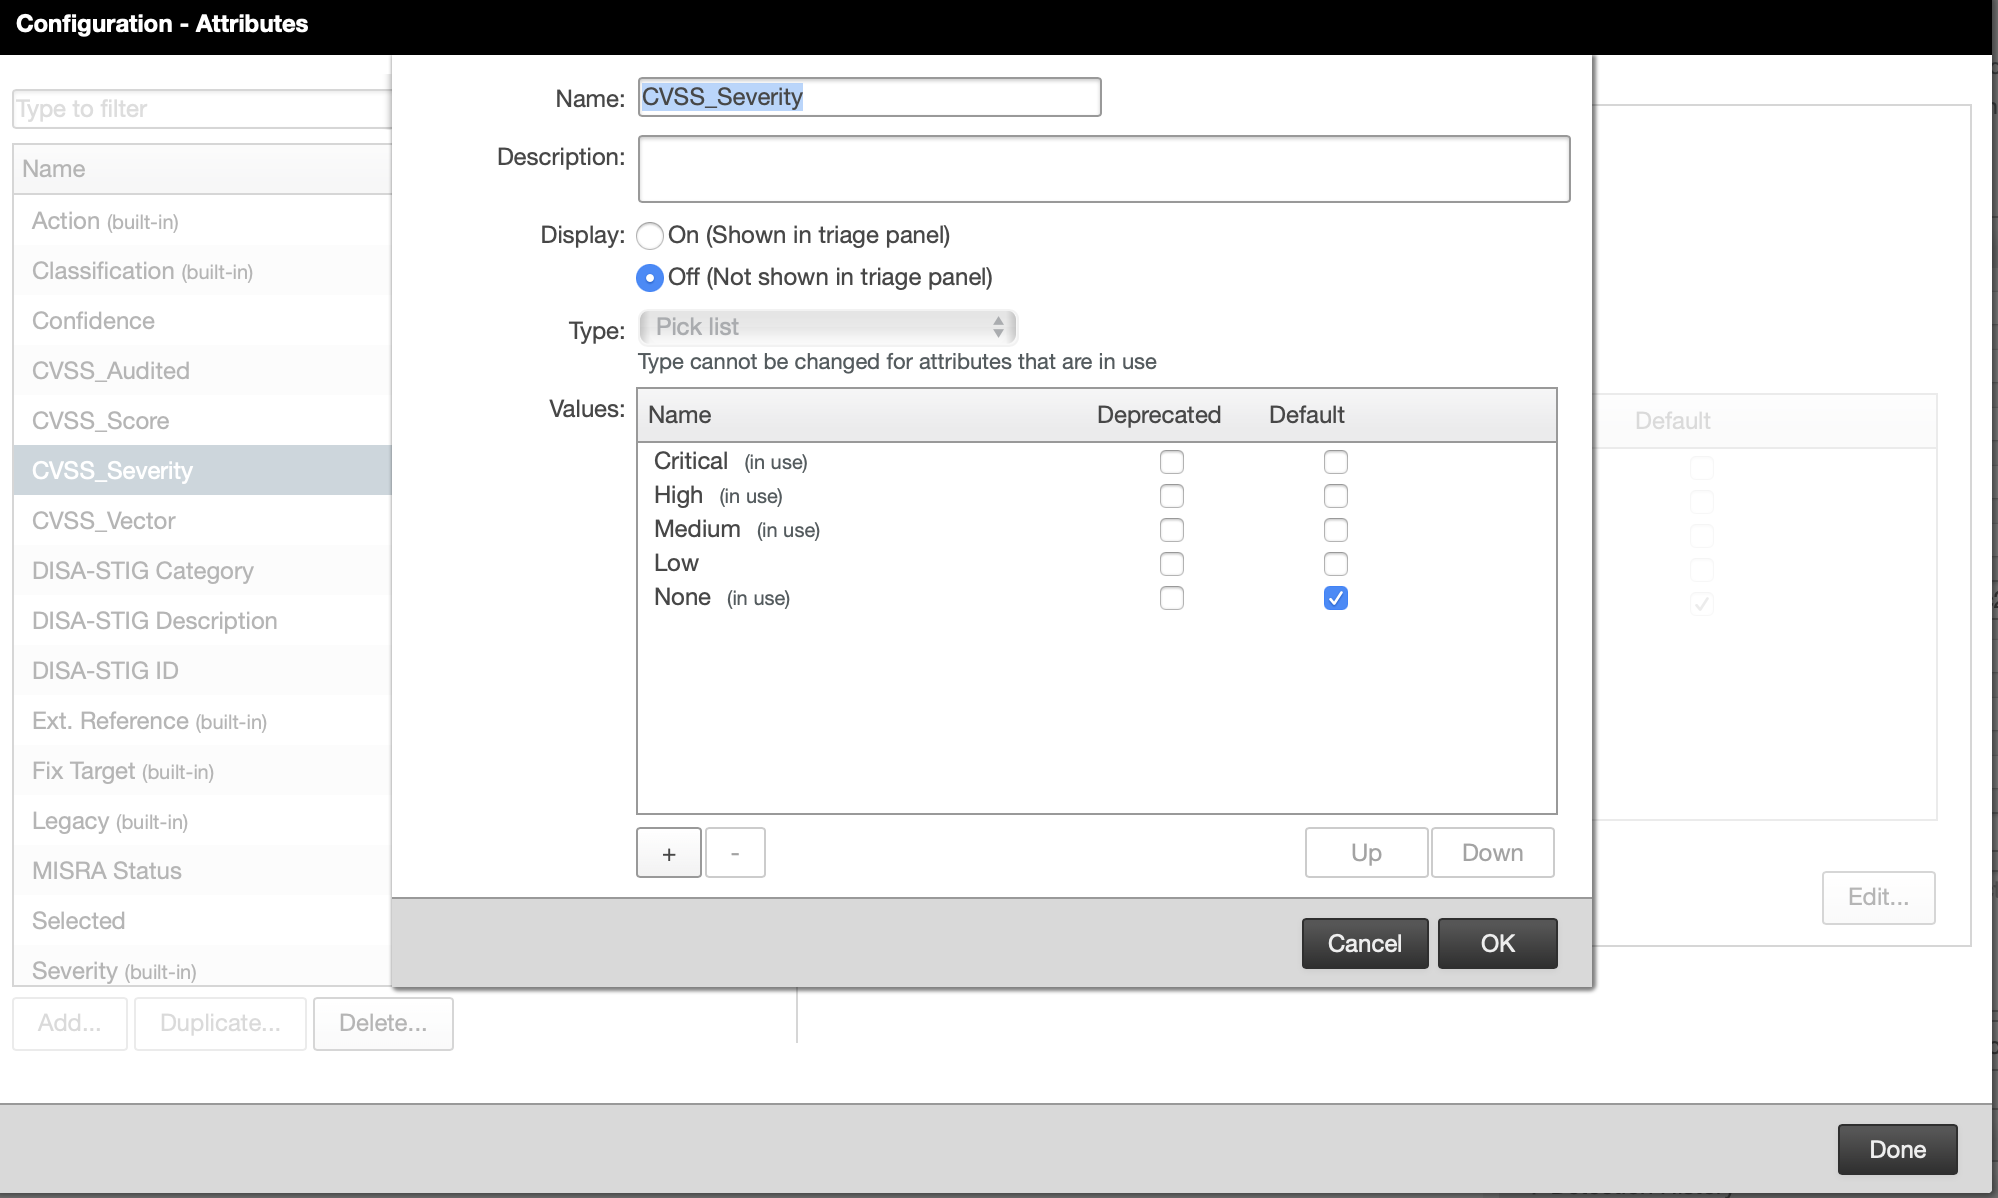 Configuration - Attributes
Type to filter
Name
Action (built-in)
Classification (built-in)
Confidence
CVSS_Audited
CVSS_Score
CVSS_Severity
CVSS_Vector
DISA-STIG Category
DISA-STIG Description
DISA-STIG ID
Ext. Reference (built-in)
Fix Target (built-in)
Legacy (built-in)
MISRA Status
Selected
Severity (built-in)
Add...
Duplicate...
Delete...
Name: CVSS_Severity
Description:
Display: On (Shown in triage panel)
Off (Not shown in triage panel)
Type: Pick list
Type cannot be changed for attributes that are in use
Values: Name Deprecated Default
Critical (in use)
High (in use)
Medium (in use)
Low
None (in use)
+ - Up Down
Cancel OK
Default
Edit...
Done